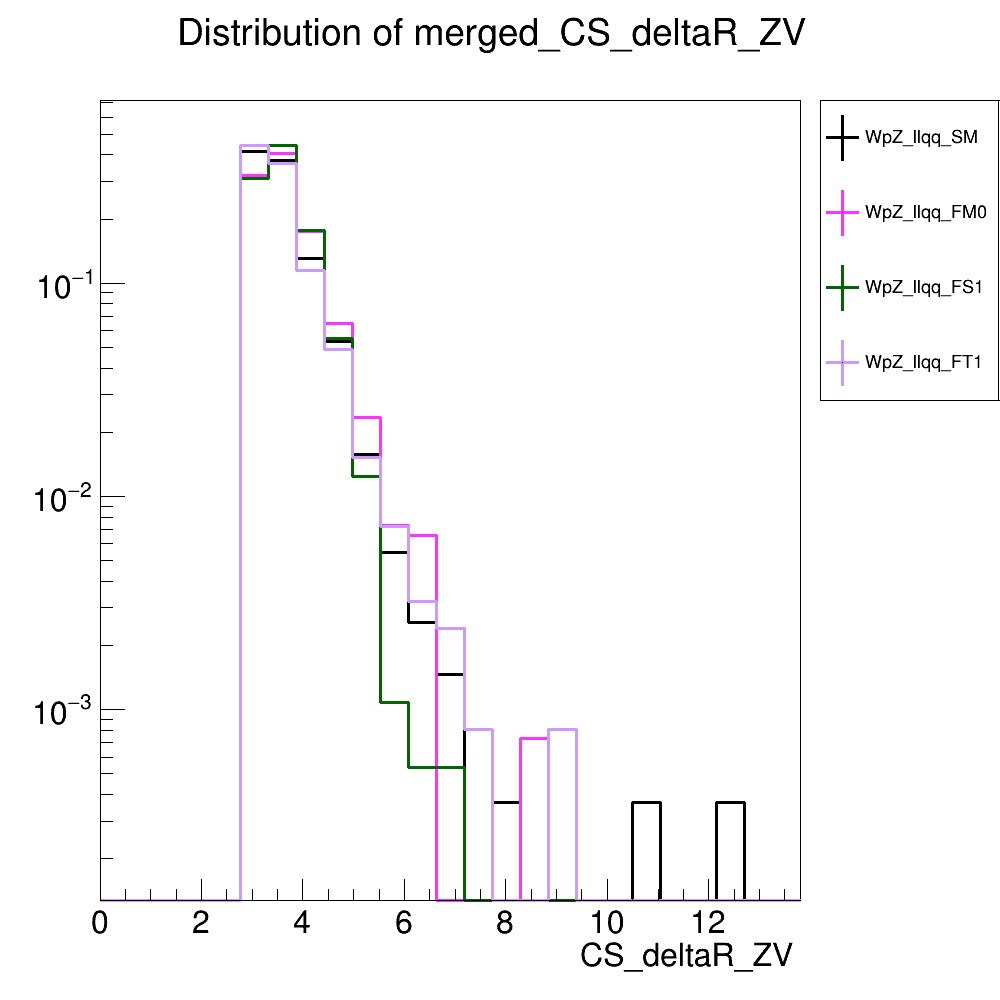 Distribution of merged_CS_deltaR_ZV
WpZ_llqq_SM
WpZ_llqq_FM0
WpZ_llqq_FS1
WpZ_llqq_FT1
10−1
10−2
10−3
0 2 4 6 8 10 12
CS_deltaR_ZV